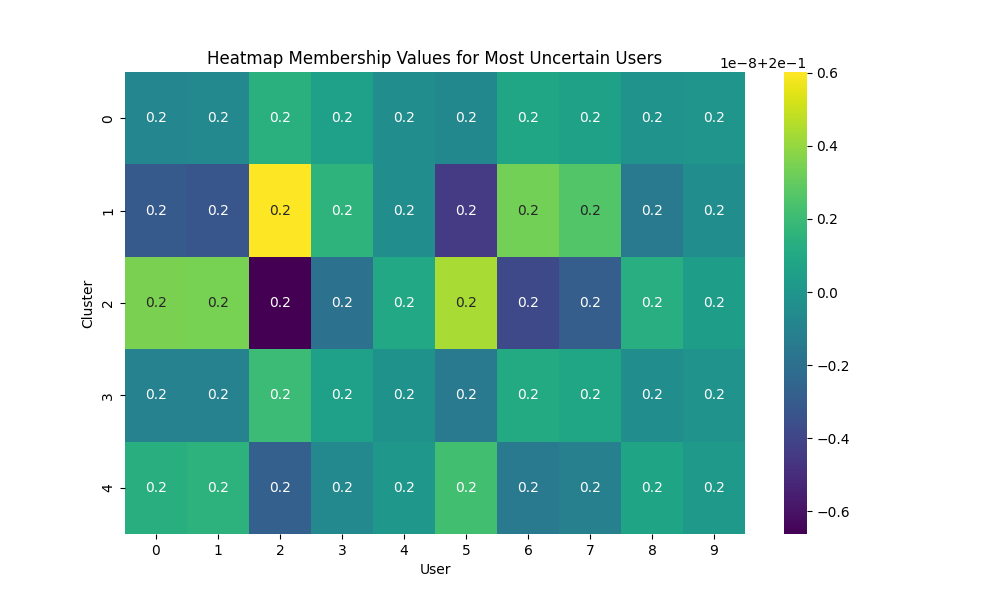 Heatmap Membership Values for Most Uncertain Users
1e−8+2e−1
0 0.2 0.2 0.2 0.2 0.2 0.2 0.2 0.2 0.2 0.2
1 0.2 0.2 0.2 0.2 0.2 0.2 0.2 0.2 0.2 0.2
2 0.2 0.2 0.2 0.2 0.2 0.2 0.2 0.2 0.2 0.2
3 0.2 0.2 0.2 0.2 0.2 0.2 0.2 0.2 0.2 0.2
4 0.2 0.2 0.2 0.2 0.2 0.2 0.2 0.2 0.2 0.2
0 1 2 3 4 5 6 7 8 9
User
Cluster
0.6
0.4
0.2
0.0
−0.2
−0.4
−0.6